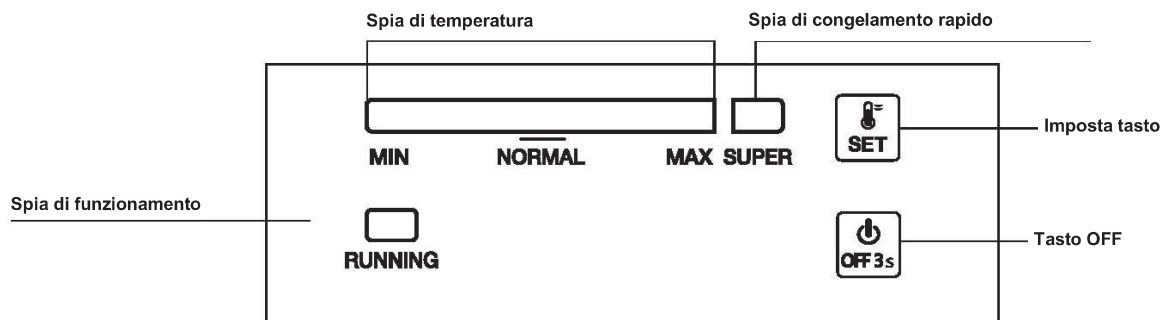 Spia di temperatura
Spia di congelamento rapido
SET
Imposta tasto
MIN NORMAL MAX SUPER
Spia di funzionamento
RUNNING
OFF 3s
Tasto OFF